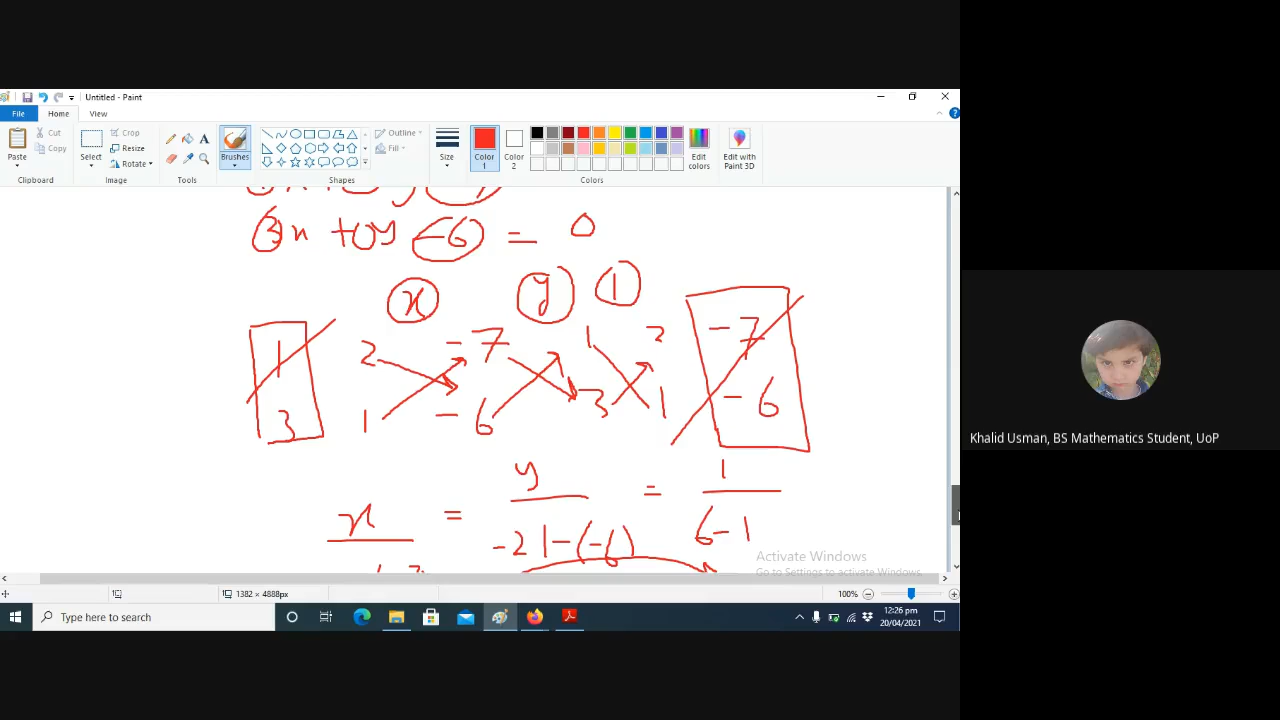 Untitled - Paint
File Home View
Paste
Cut
Copy
Clipboard
Select
Crop
Resize
Rotate
Image
A
Tools
Brushes
Outline
Fill
Shapes
Size
Color 1
Color 2
Edit colors
Colors
Edit with Paint 3D
3x + 1y - 6 = 0
x y 1
1 2 -7 1 2 -7
3 1 -6 3 1 -6
x = y = 1
-21-(-6) 6-1
Activate Windows
Go to Settings to activate Windows.
1382 × 4888px
100%
Type here to search
12:26 pm
20/04/2021
Khalid Usman, BS Mathematics Student, UoP